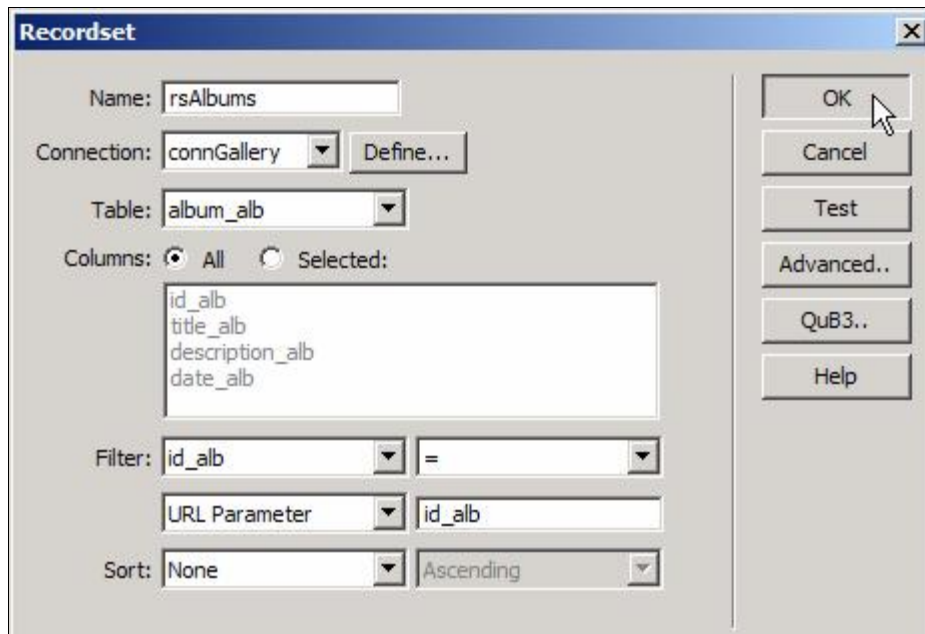 Recordset
Name: rsAlbums
Connection: connGallery Define...
Table: album_alb
Columns: All Selected:
id_alb
title_alb
description_alb
date_alb
Filter: id_alb =
URL Parameter id_alb
Sort: None Ascending
OK
Cancel
Test
Advanced..
QuB3..
Help